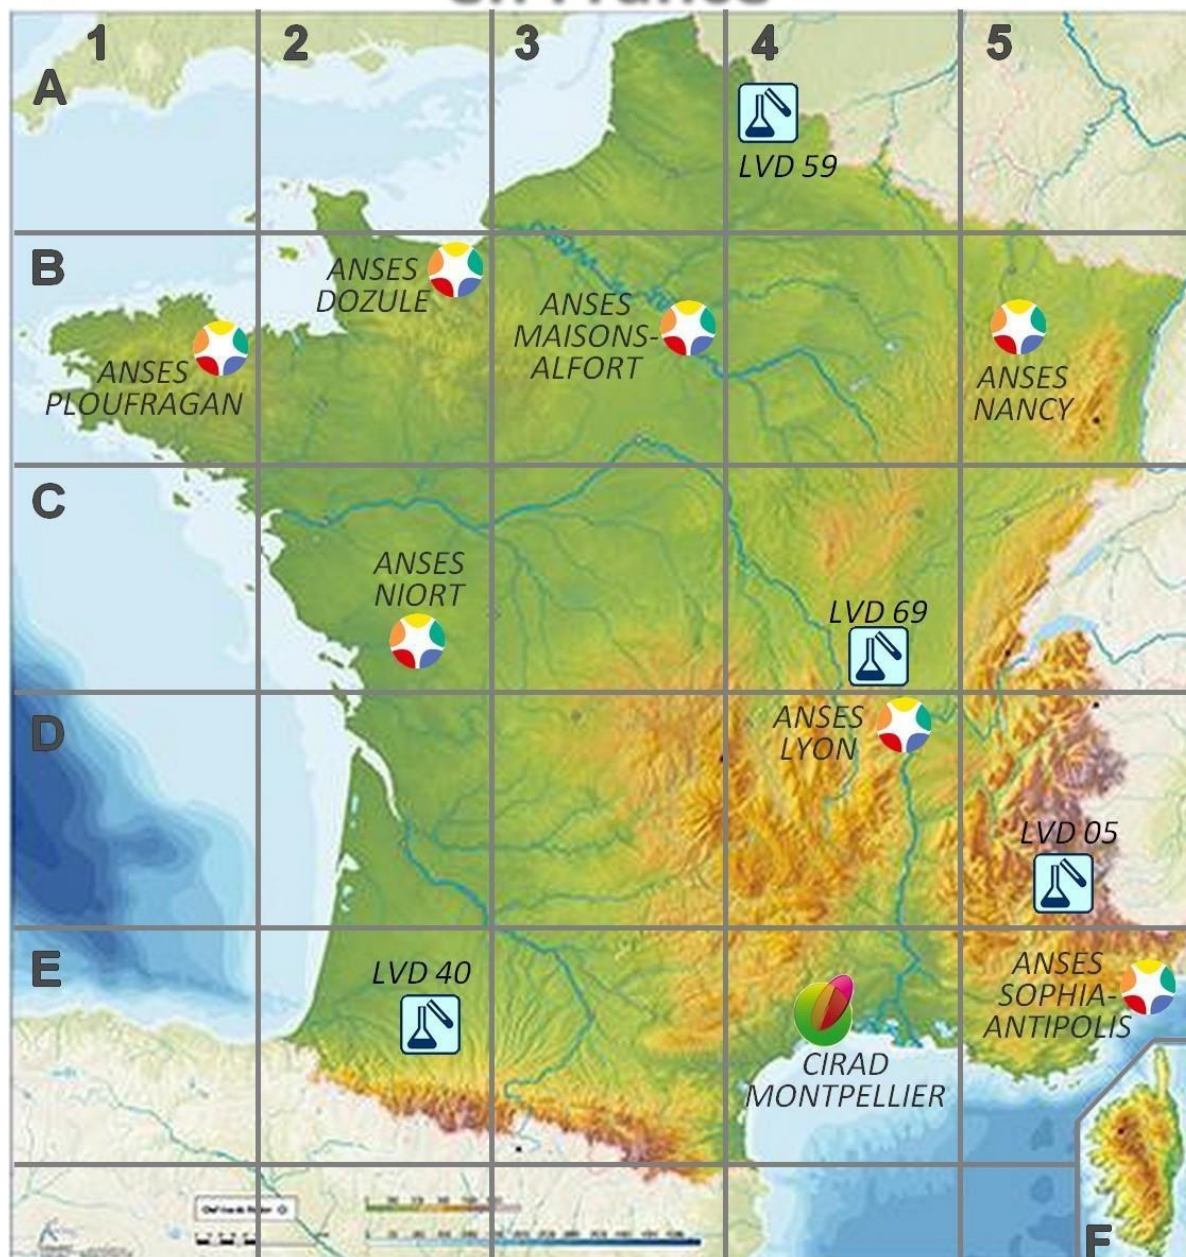 1
2
3
4
5
A
LVD 59
B
ANSES
DOZULE
ANSES
MAISONS-
ALFORT
ANSES
PLOUFRAGAN
ANSES
NANCY
C
ANSES
NIORT
LVD 69
D
ANSES
LYON
LVD 05
E
LVD 40
ANSES
SOPHIA-
ANTIPOLIS
CIRAD
MONTPELLIER
F